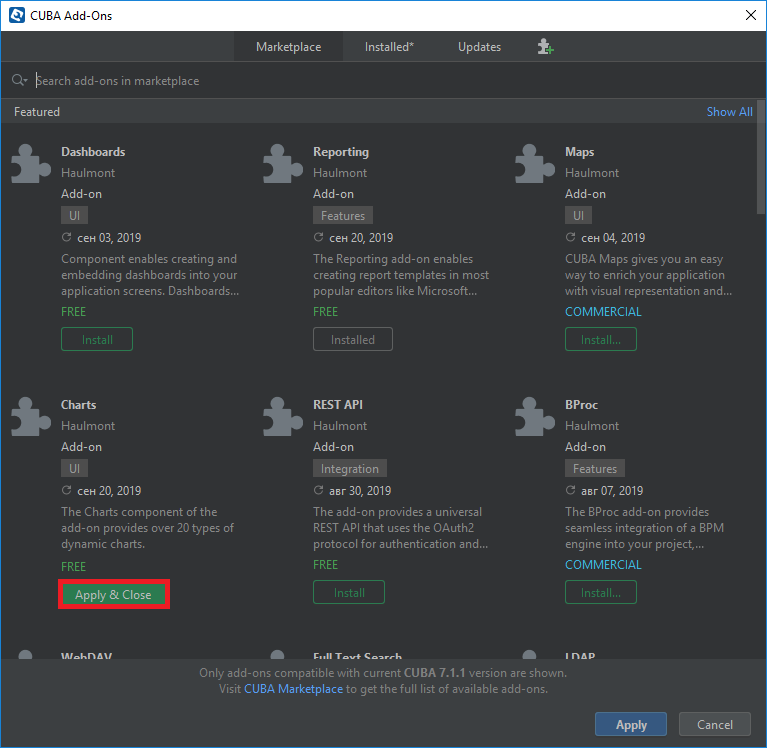 CUBA Add-Ons
Marketplace
Installed*
Updates
Search add-ons in marketplace
Featured
Show All
Dashboards
Haulmont
Add-on
UI
сен 03, 2019
Component enables creating and
embedding dashboards into your
application screens. Dashboards...
FREE
Install
Reporting
Haulmont
Add-on
Features
сен 20, 2019
The Reporting add-on enables
creating report templates in most
popular editors like Microsoft...
FREE
Installed
Maps
Haulmont
Add-on
UI
сен 04, 2019
CUBA Maps gives you an easy
way to enrich your application
with visual representation and...
COMMERCIAL
Install...
Charts
Haulmont
Add-on
UI
сен 20, 2019
The Charts component of the
add-on provides over 20 types of
dynamic charts.
FREE
Apply & Close
REST API
Haulmont
Add-on
Integration
авг 30, 2019
The add-on provides a universal
REST API that uses the OAuth2
protocol for authentication and...
FREE
Install
BProc
Haulmont
Add-on
Features
авг 07, 2019
The BProc add-on provides
seamless integration of a BPM
engine into your project,...
COMMERCIAL
Install...
WebDAV
Full Text Search
LDAP
Only add-ons compatible with current CUBA 7.1.1 version are shown.
Visit CUBA Marketplace to get the full list of available add-ons.
Apply
Cancel